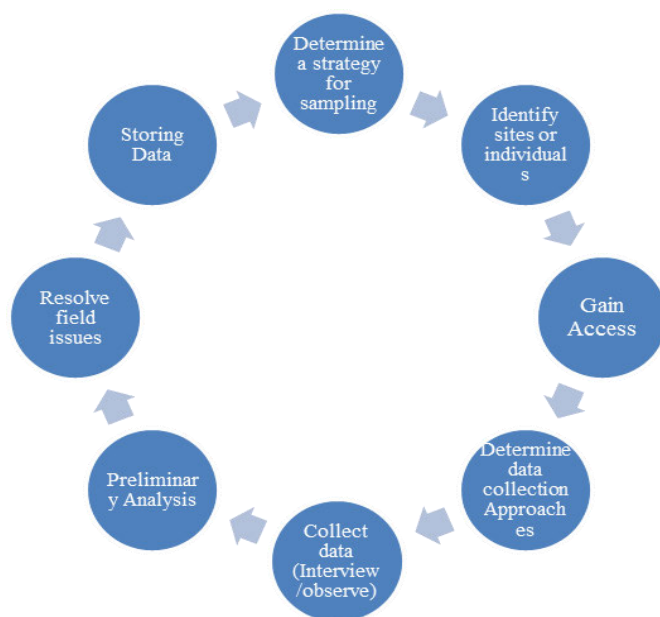 Determine
a strategy
for
sampling
Identify
sites or
individual
s
Gain
Access
Determine
data
collection
Approach
es
Collect
data
(Interview
/observe)
Preliminar
y Analysis
Resolve
field
issues
Storing
Data